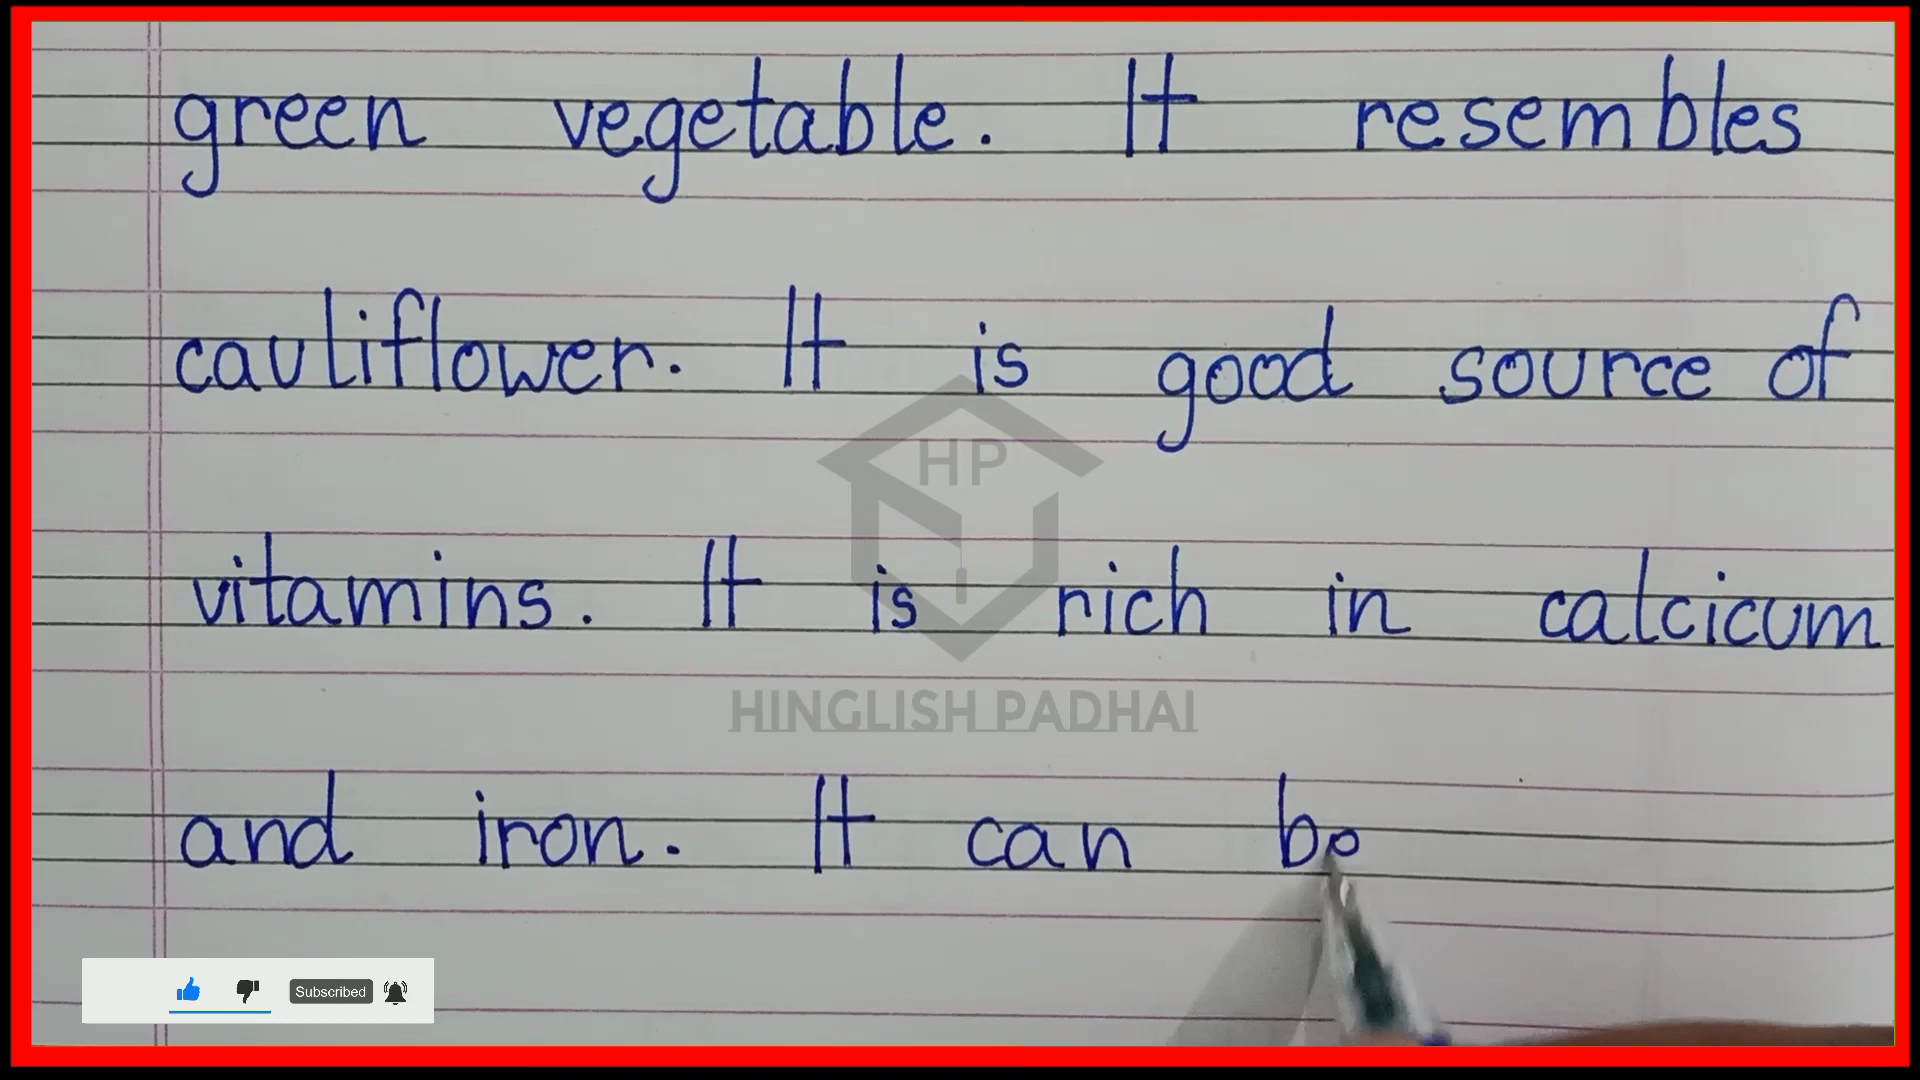 green vegetable. It resembles
cauliflower. It is good source of
HP
vitamins. It is rich in calcicum
HINGLISH PADHAI
and iron. It can
Subscribed